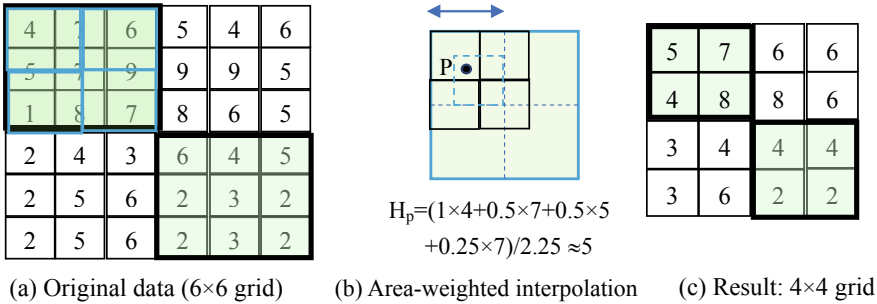 4 7 6 5 4 6
5 7 9 9 9 5
1 8 7 8 6 5
2 4 3 6 4 5
2 5 6 2 3 2
2 5 6 2 3 2
(a) Original data (6×6 grid)
P
Hp=(1×4+0.5×7+0.5×5
+0.25×7)/2.25 ≈5
(b) Area-weighted interpolation
5 7 6 6
4 8 8 6
3 4 4 4
3 6 2 2
(c) Result: 4×4 grid